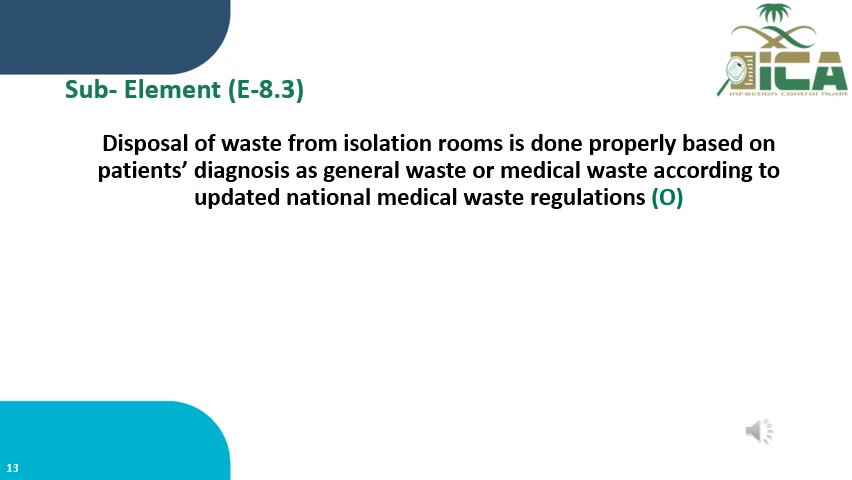 iCA
Infection Control Audit
Sub- Element (E-8.3)
Disposal of waste from isolation rooms is done properly based on
patients’ diagnosis as general waste or medical waste according to
updated national medical waste regulations (O)
13